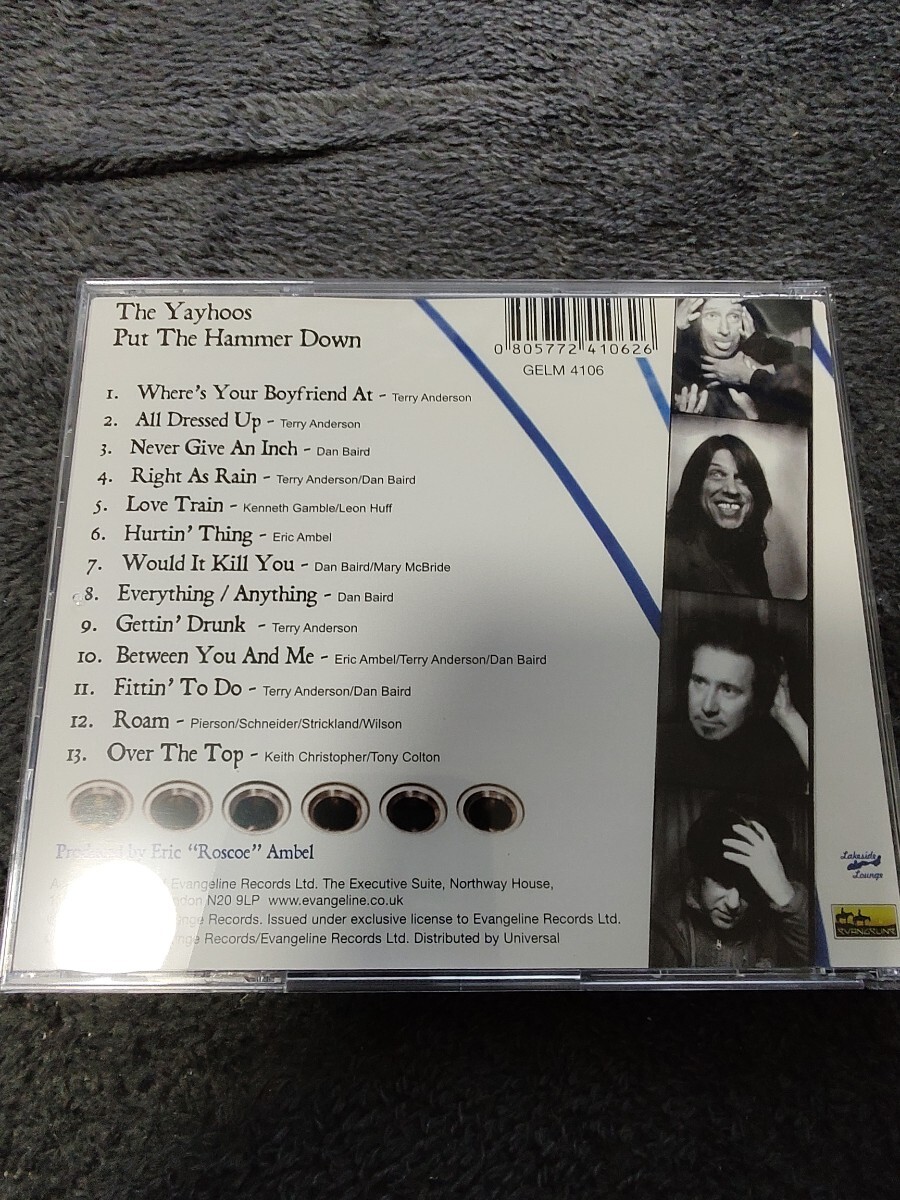 The Yayhoos
Put The Hammer Down
0 805772 410626
GELM 4106
1. Where's Your Boyfriend At - Terry Anderson
2. All Dressed Up - Terry Anderson
3. Never Give An Inch - Dan Baird
4. Right As Rain - Terry Anderson/Dan Baird
5. Love Train - Kenneth Gamble/Leon Huff
6. Hurtin' Thing - Eric Ambel
7. Would It Kill You - Dan Baird/Mary McBride
8. Everything / Anything - Dan Baird
9. Gettin' Drunk - Terry Anderson
10. Between You And Me - Eric Ambel/Terry Anderson/Dan Baird
11. Fittin' To Do - Terry Anderson/Dan Baird
12. Roam - Pierson/Schneider/Strickland/Wilson
13. Over The Top - Keith Christopher/Tony Colton
Produced by Eric "Roscoe" Ambel
Evangeline Records Ltd. The Executive Suite, Northway House,
N20 9LP www.evangeline.co.uk
Records. Issued under exclusive license to Evangeline Records Ltd.
Records/Evangeline Records Ltd. Distributed by Universal
Lakeside
Lounge
EVANGELINE